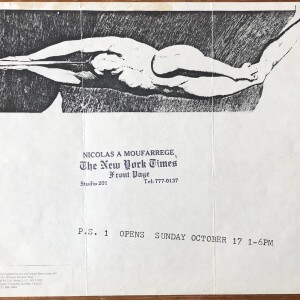 NICOLAS A MOUFARREGE
The New York Times
Front Page
Studio 201 Tel. 777-0137
P.S. 1 OPENS SUNDAY OCTOBER 17 1-6PM